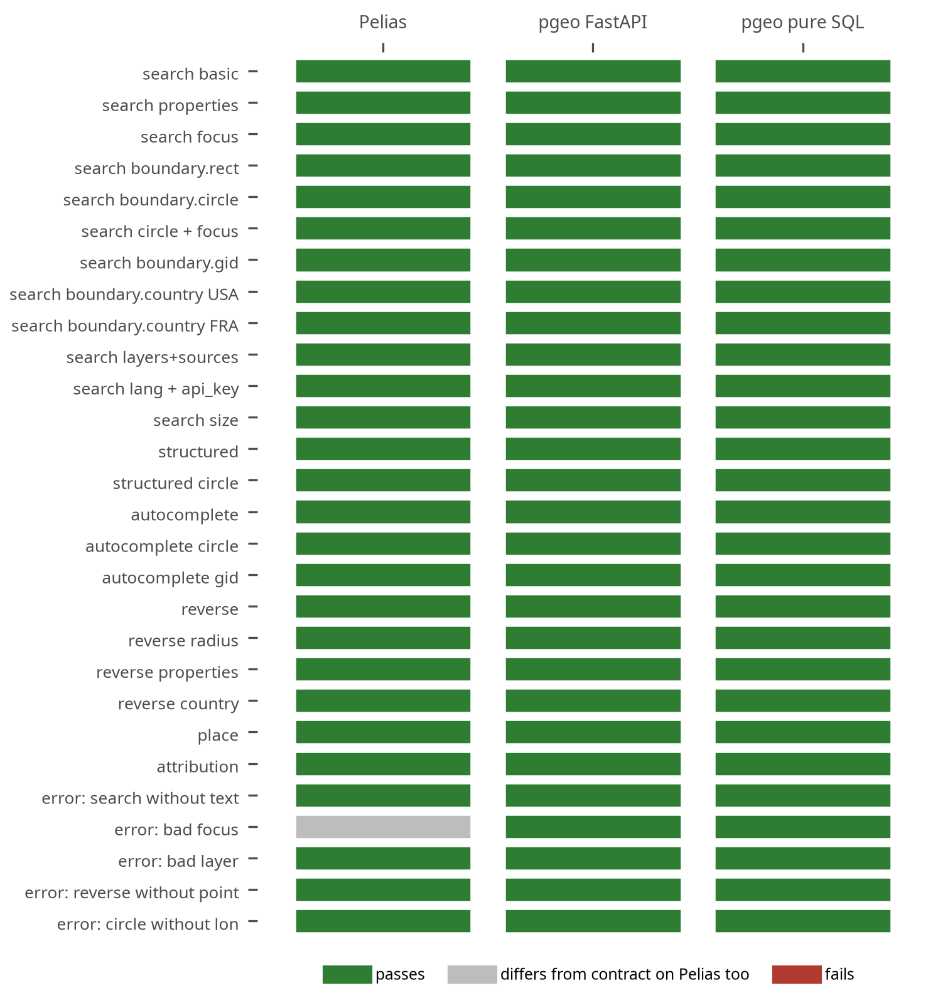 Pelias pgeo FastAPI pgeo pure SQL
search basic
search properties
search focus
search boundary.rect
search boundary.circle
search circle + focus
search boundary.gid
search boundary.country USA
search boundary.country FRA
search layers+sources
search lang + api_key
search size
structured
structured circle
autocomplete
autocomplete circle
autocomplete gid
reverse
reverse radius
reverse properties
reverse country
place
attribution
error: search without text
error: bad focus
error: bad layer
error: reverse without point
error: circle without lon
passes differs from contract on Pelias too fails